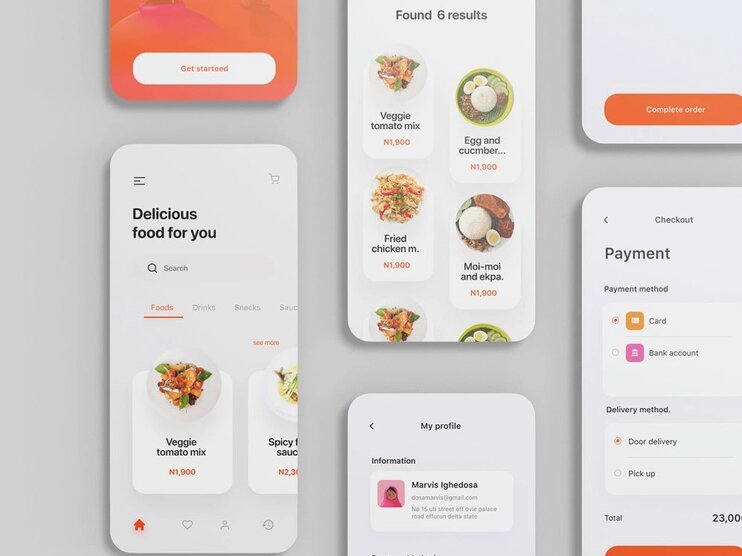 Get starteed
Delicious
food for you
Search
Foods Drinks Snacks Sauc
see more
Veggie
tomato mix
N1,900
Spicy f
sauc
N2,3
Found 6 results
Veggie
tomato mix
N1,900
Egg and
cucmber...
N1,900
Fried
chicken m.
N1,900
Moi-moi
and ekpa.
N1,900
My profile
Information
Marvis Ighedosa
dosamarvis@gmail.com
No 15 uti street off ovie palace
road effurun delta state
Complete order
Checkout
Payment
Payment method
Card
Bank account
Delivery method.
Door delivery
Pick up
Total 23,00